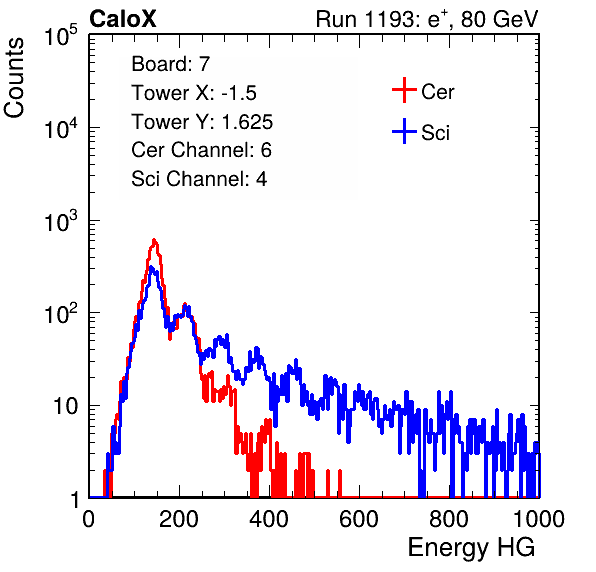 CaloX Run 1193: e⁺, 80 GeV
Counts
10⁵
10⁴
10³
10²
10
1
Board: 7
Tower X: -1.5
Tower Y: 1.625
Cer Channel: 6
Sci Channel: 4
Cer
Sci
0 200 400 600 800 1000
Energy HG